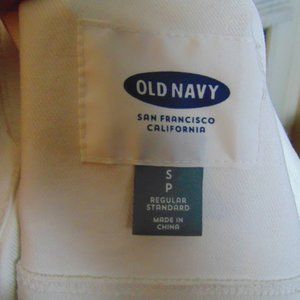 OLD NAVY
SAN FRANCISCO
CALIFORNIA
S
P
REGULAR
STANDARD
MADE IN
CHINA